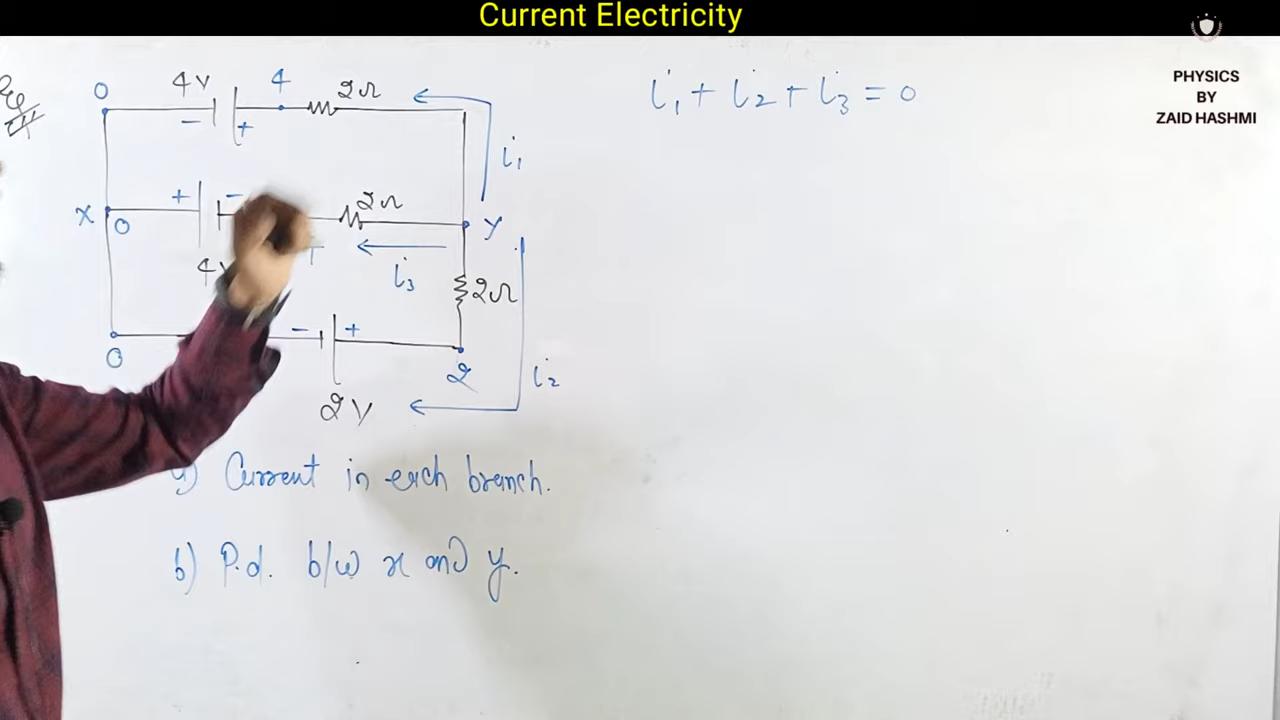 Current Electricity
PHYSICS
BY
ZAID HASHMI
i₁ + i₂ + i₃ = 0
0
4V
4
2Ω
- +
i₁
+ -
2Ω
x
0
y
4V
i₃
2Ω
- +
0
2
i₂
2V
a) Current in each branch.
b) P.d. b/w x and y.